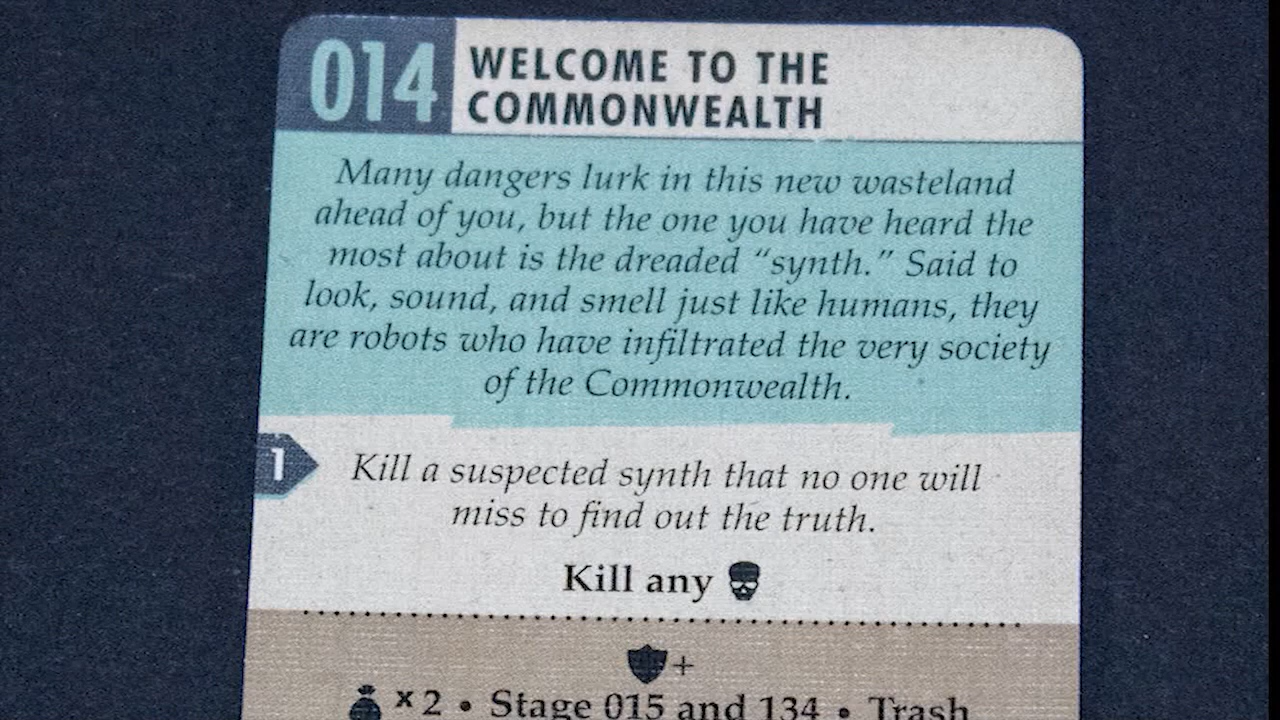 014 WELCOME TO THE
COMMONWEALTH
Many dangers lurk in this new wasteland
ahead of you, but the one you have heard the
most about is the dreaded “synth.” Said to
look, sound, and smell just like humans, they
are robots who have infiltrated the very society
of the Commonwealth.
1 Kill a suspected synth that no one will
miss to find out the truth.
Kill any
+
x 2 • Stage 015 and 134 • Trash